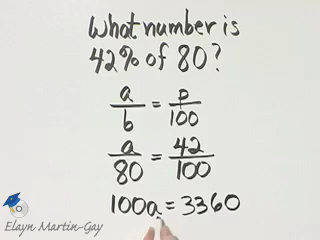 What number is
42% of 80?
a/b = p/100
a/80 = 42/100
100a = 3360
Elayn Martin-Gay